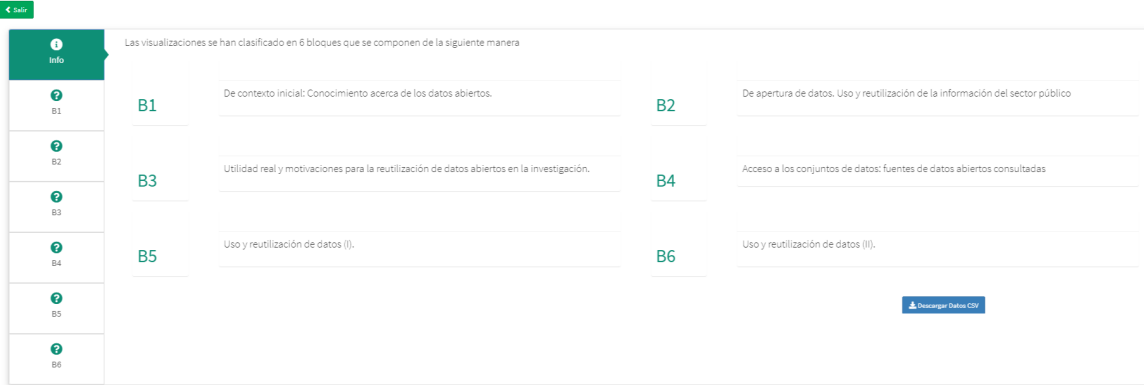 Salir
Info
B1
B2
B3
B4
B5
B6
Las visualizaciones se han clasificado en 6 bloques que se componen de la siguiente manera
B1
De contexto inicial: Conocimiento acerca de los datos abiertos.
B2
De apertura de datos. Uso y reutilización de la información del sector público
B3
Utilidad real y motivaciones para la reutilización de datos abiertos en la investigación.
B4
Acceso a los conjuntos de datos: fuentes de datos abiertos consultadas
B5
Uso y reutilización de datos (I).
B6
Uso y reutilización de datos (II).
Descargar Datos CSV